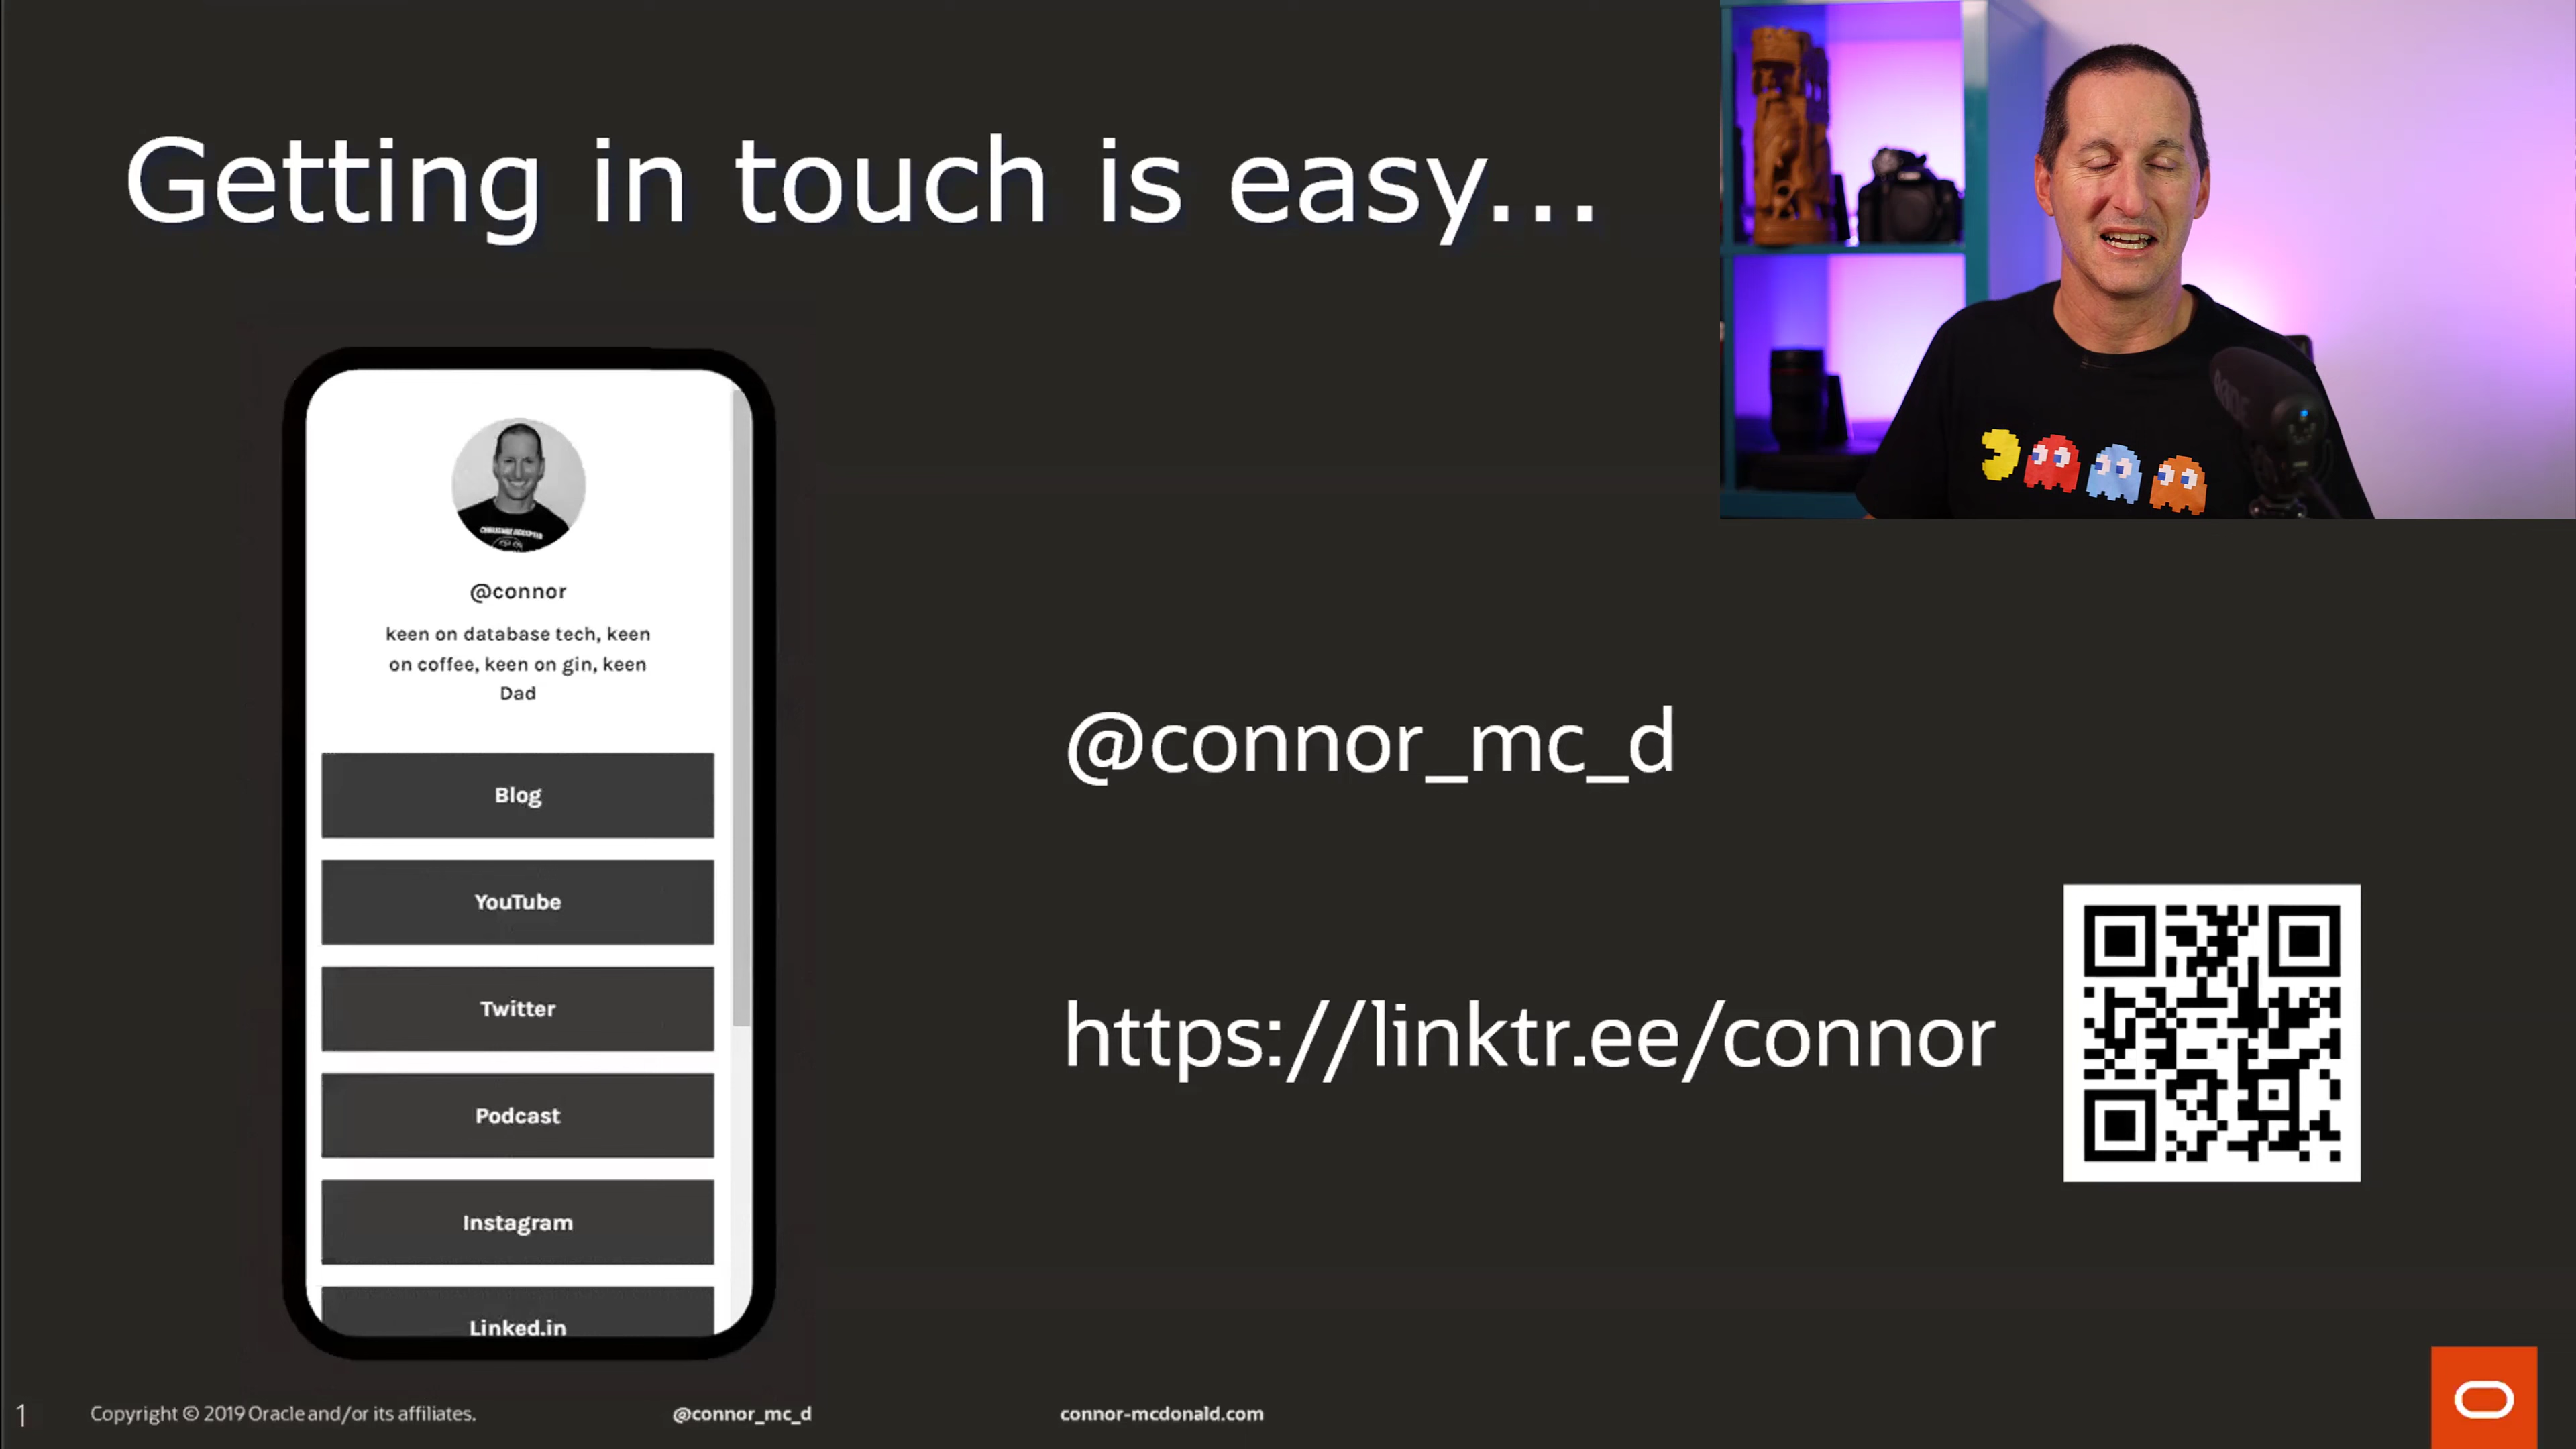 Getting in touch is easy...
@connor
keen on database tech, keen
on coffee, keen on gin, keen
Dad
Blog
YouTube
Twitter
Podcast
Instagram
Linked.in
@connor_mc_d
https://linktr.ee/connor
1
Copyright © 2019 Oracle and/or its affiliates.
@connor_mc_d
connor-mcdonald.com